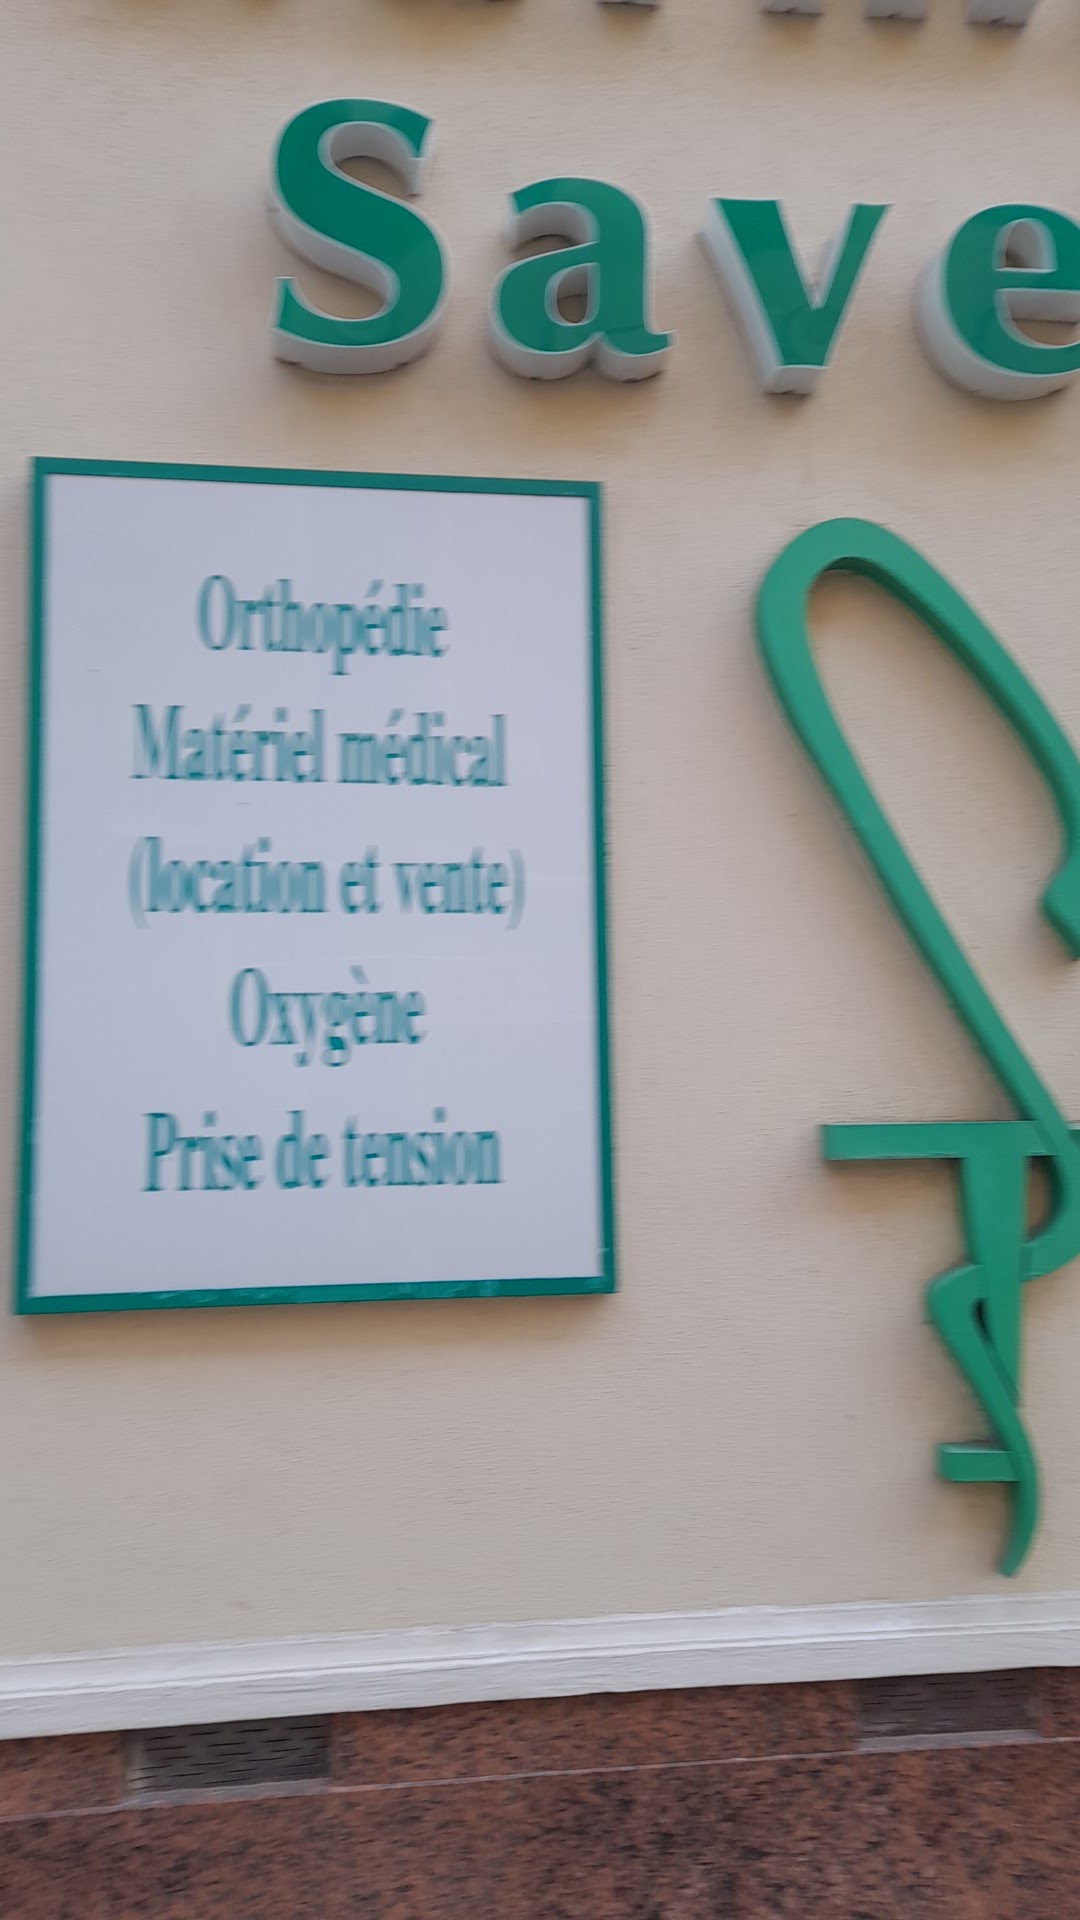 Save
Orthopédie
Matériel médical
(location et vente)
Oxygène
Prise de tension